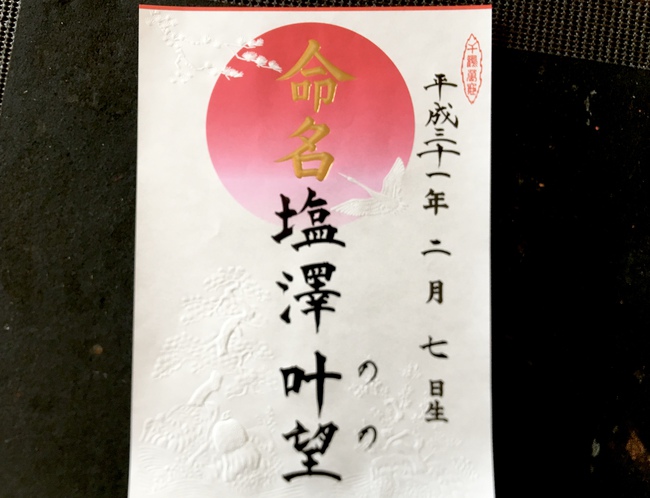 平成三十一年 二月 七日生
命名
塩澤 叶望
のの